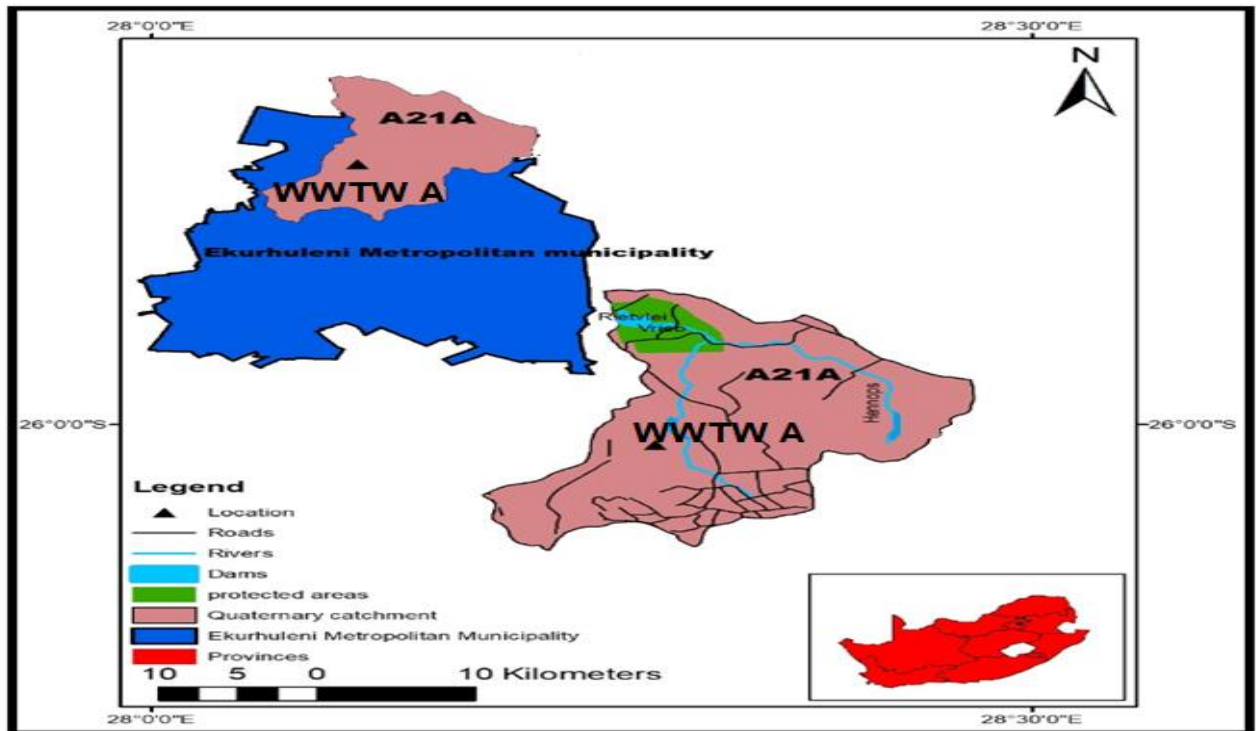 28°0'0"E 28°30'0"E
N
A21A
WWTW A
Ekurhuleni Metropolitan municipality
Rietvlei
A21A
Hennops
26°0'0"S 26°0'0"S
WWTW A
Legend
Location
Roads
Rivers
Dams
protected areas
Quaternary catchment
Ekurhuleni Metropolitan Municipality
Provinces
10 5 0 10 Kilometers
28°0'0"E 28°30'0"E